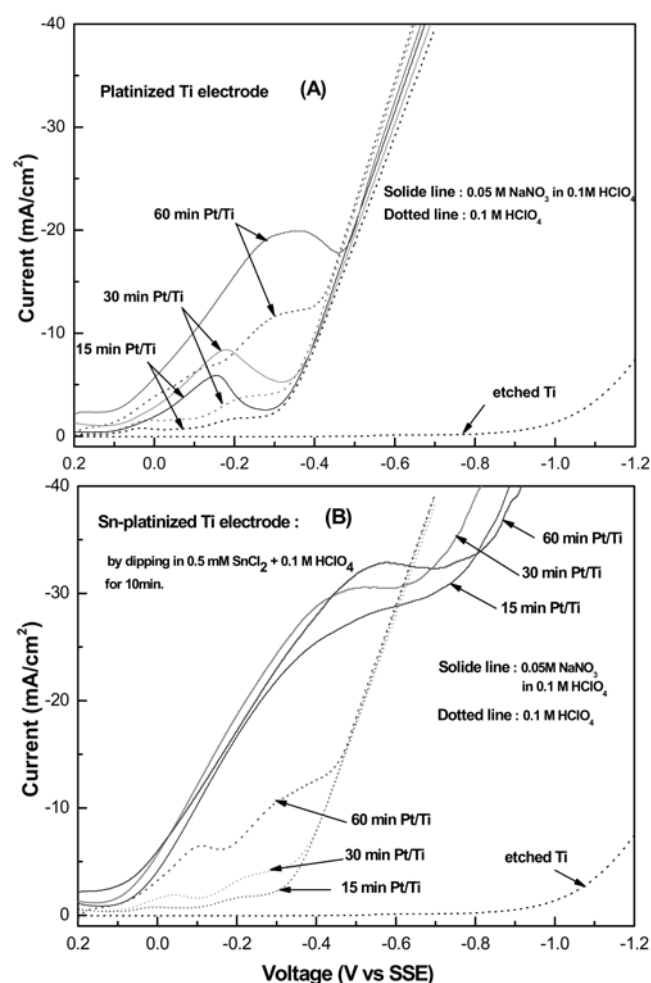 -40
Platinized Ti electrode (A)
-30
Solide line : 0.05 M NaNO3 in 0.1M HClO4
Dotted line : 0.1 M HClO4
60 min Pt/Ti
-20
30 min Pt/Ti
-10
15 min Pt/Ti
etched Ti
0
Current (mA/cm²)
0.2 0.0 -0.2 -0.4 -0.6 -0.8 -1.0 -1.2
-40
Sn-platinized Ti electrode : (B)
by dipping in 0.5 mM SnCl2 + 0.1 M HClO4
for 10min.
60 min Pt/Ti
30 min Pt/Ti
-30
15 min Pt/Ti
Solide line : 0.05M NaNO3
in 0.1 M HClO4
-20
Dotted line : 0.1 M HClO4
-10
60 min Pt/Ti
30 min Pt/Ti
etched Ti
15 min Pt/Ti
0
Current (mA/cm²)
0.2 0.0 -0.2 -0.4 -0.6 -0.8 -1.0 -1.2
Voltage (V vs SSE)